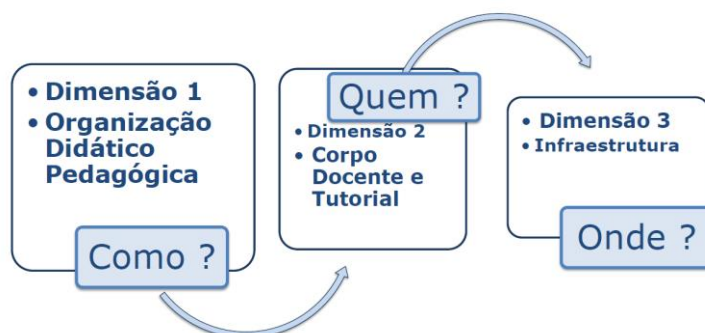 • Dimensão 1
• Organização
Didático
Pedagógica
Como ?
Quem ?
• Dimensão 2
• Corpo
Docente e
Tutorial
• Dimensão 3
• Infraestrutura
Onde ?